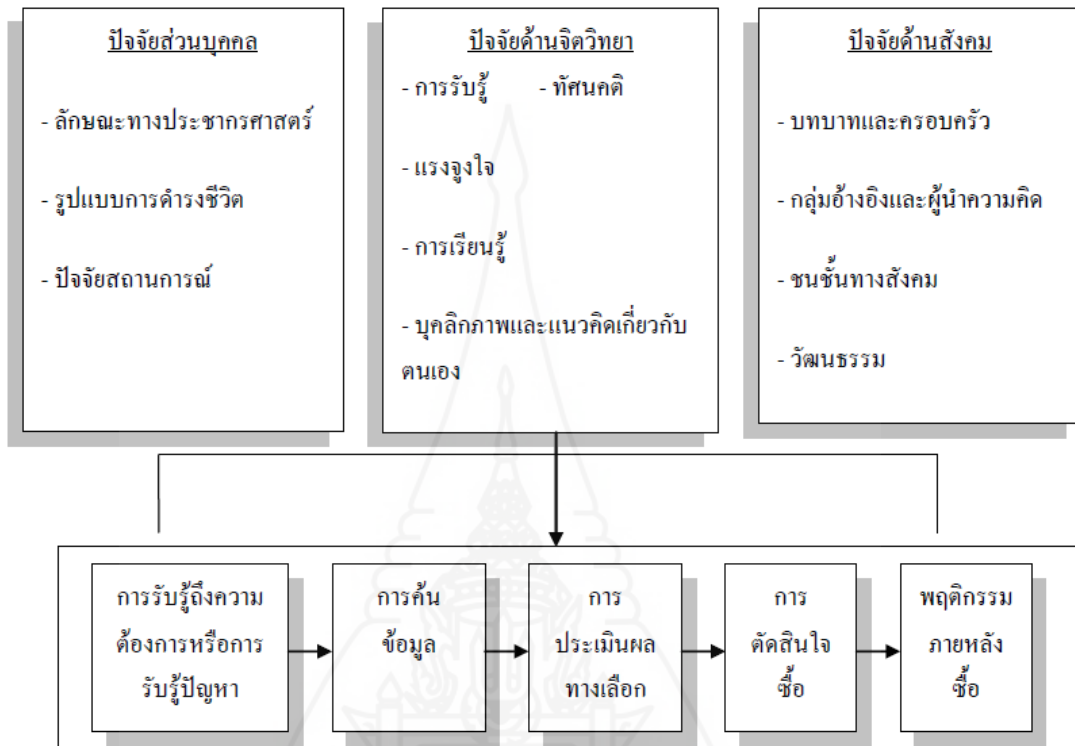 ปัจจัยส่วนบุคคล
- ลักษณะทางประชากรศาสตร์
- รูปแบบการดำรงชีวิต
- ปัจจัยสถานการณ์
ปัจจัยด้านจิตวิทยา
- การรับรู้ - ทัศนคติ
- แรงจูงใจ
- การเรียนรู้
- บุคลิกภาพและแนวคิดเกี่ยวกับ
ตนเอง
ปัจจัยด้านสังคม
- บทบาทและครอบครัว
- กลุ่มอ้างอิงและผู้นำความคิด
- ชนชั้นทางสังคม
- วัฒนธรรม
การรับรู้ถึงความ
ต้องการหรือการ
รับรู้ปัญหา
การค้น
ข้อมูล
การ
ประเมินผล
ทางเลือก
การ
ตัดสินใจ
ซื้อ
พฤติกรรม
ภายหลัง
ซื้อ